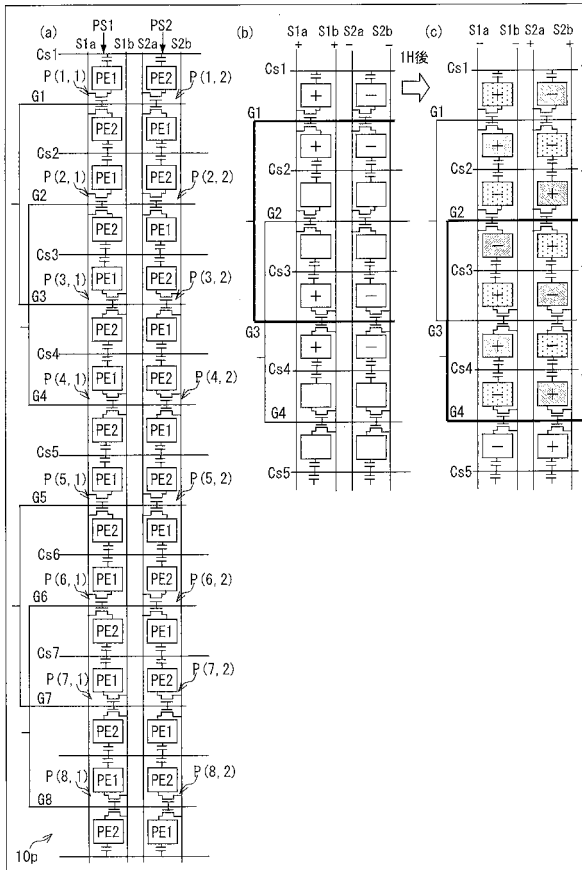 (a) PS1 PS2
S1a S1b S2a S2b
Cs1
PE1 PE2
P(1, 1) P(1, 2)
G1
PE2 PE1
Cs2
PE1 PE2
P(2, 1) P(2, 2)
G2
PE2 PE1
Cs3
PE1 PE2
P(3, 1) P(3, 2)
G3
PE2 PE1
Cs4
PE1 PE2
P(4, 1) P(4, 2)
G4
PE2 PE1
Cs5
PE1 PE2
P(5, 1) P(5, 2)
G5
PE2 PE1
Cs6
PE1 PE2
P(6, 1) P(6, 2)
G6
PE2 PE1
Cs7
PE1 PE2
P(7, 1) P(7, 2)
G7
PE2 PE1
PE1 PE2
P(8, 1) P(8, 2)
G8
PE2 PE1
10p
(b)
S1a S1b S2a S2b
+ + − −
Cs1
+ −
G1
+ −
Cs2
G2
Cs3
+ −
G3
+ −
Cs4
G4
Cs5
1H後
(c)
S1a S1b S2a S2b
− − + +
Cs1
+ −
G1
+ −
Cs2
− +
G2
− +
Cs3
+ −
G3
+ −
Cs4
− +
G4
− +
Cs5